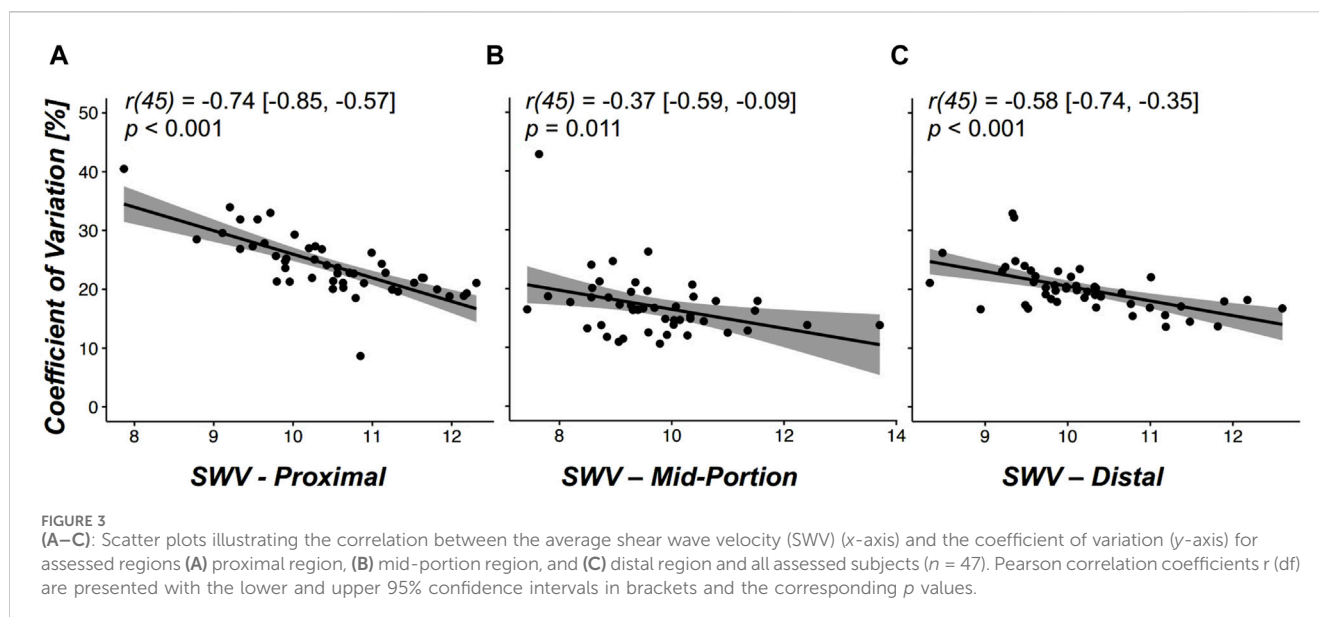 A
B
C
r(45) = -0.74 [-0.85, -0.57]
p < 0.001
r(45) = -0.37 [-0.59, -0.09]
p = 0.011
r(45) = -0.58 [-0.74, -0.35]
p < 0.001
Coefficient of Variation [%]
50
40
30
20
10
0
8 9 10 11 12
8 10 12 14
9 10 11 12
SWV - Proximal
SWV – Mid-Portion
SWV – Distal
FIGURE 3
(A–C): Scatter plots illustrating the correlation between the average shear wave velocity (SWV) (x-axis) and the coefficient of variation (y-axis) for
assessed regions (A) proximal region, (B) mid-portion region, and (C) distal region and all assessed subjects (n = 47). Pearson correlation coefficients r (df)
are presented with the lower and upper 95% confidence intervals in brackets and the corresponding p values.